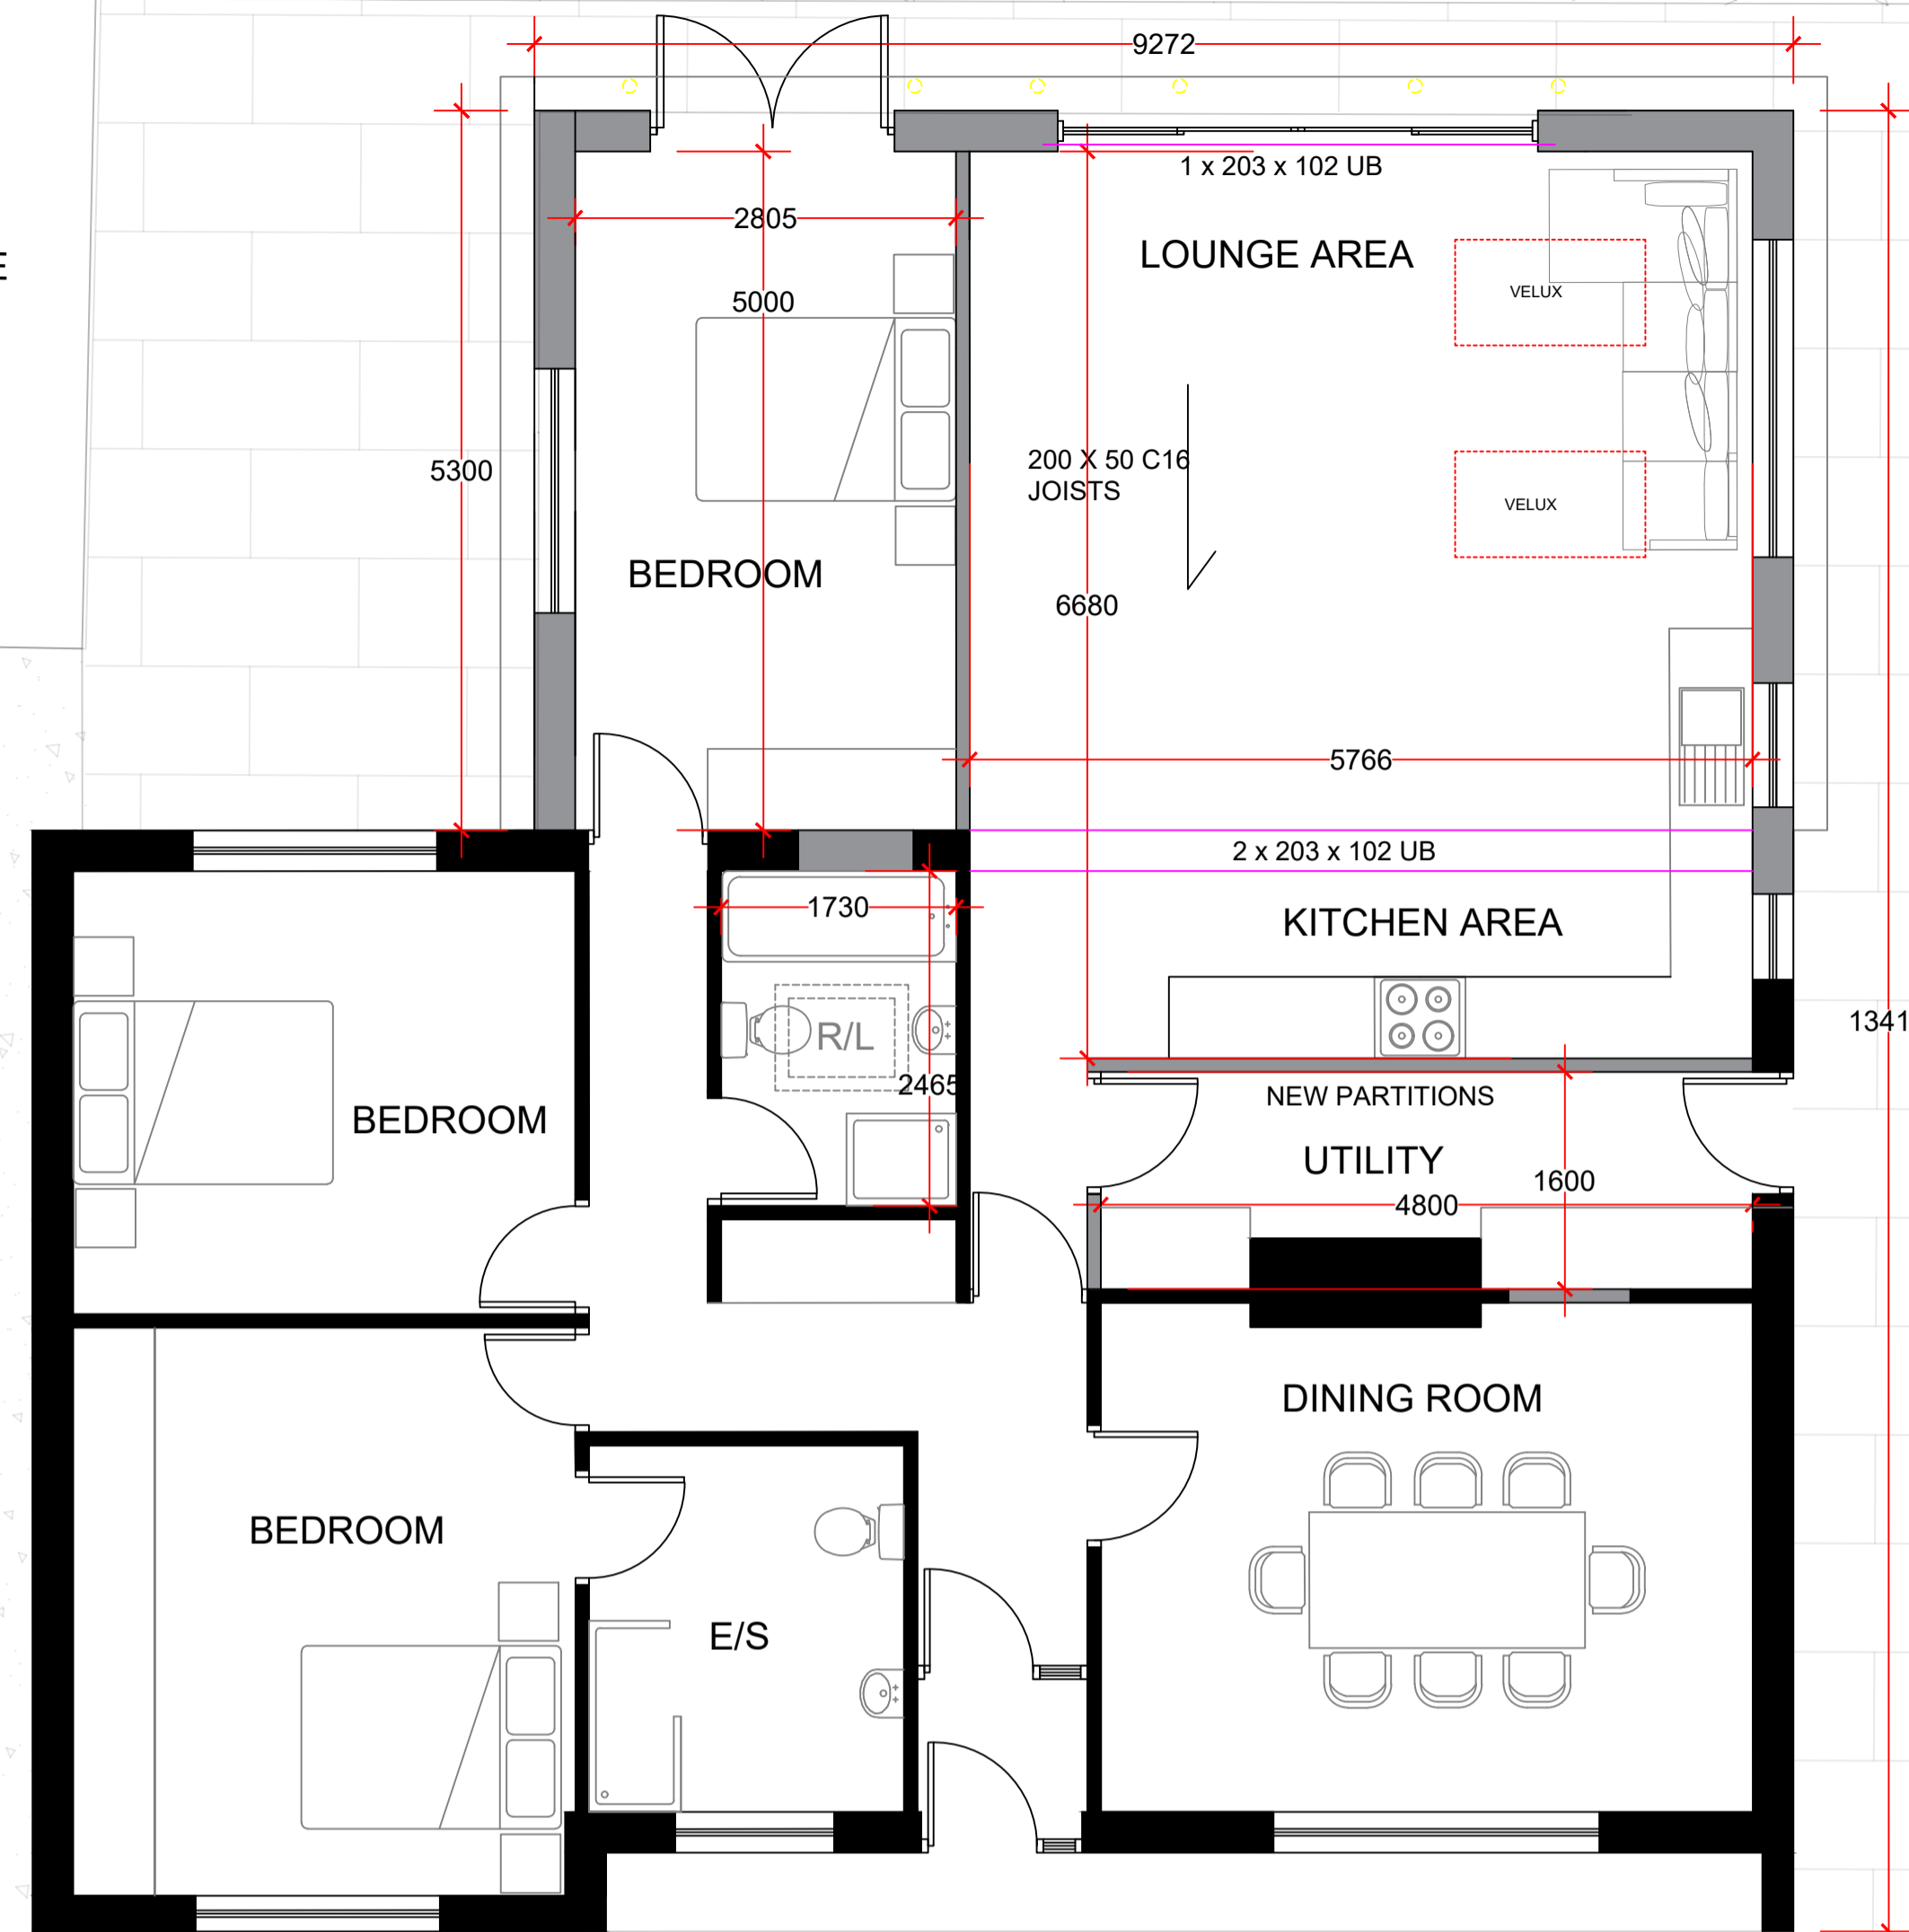 9272
1 x 203 x 102 UB
2805
LOUNGE AREA
E
VELUX
5000
200 X 50 C16
JOISTS
5300
VELUX
BEDROOM
6680
5766
2 x 203 x 102 UB
1730
KITCHEN AREA
1341
R/L
2465
NEW PARTITIONS
BEDROOM
UTILITY
1600
4800
DINING ROOM
BEDROOM
E/S